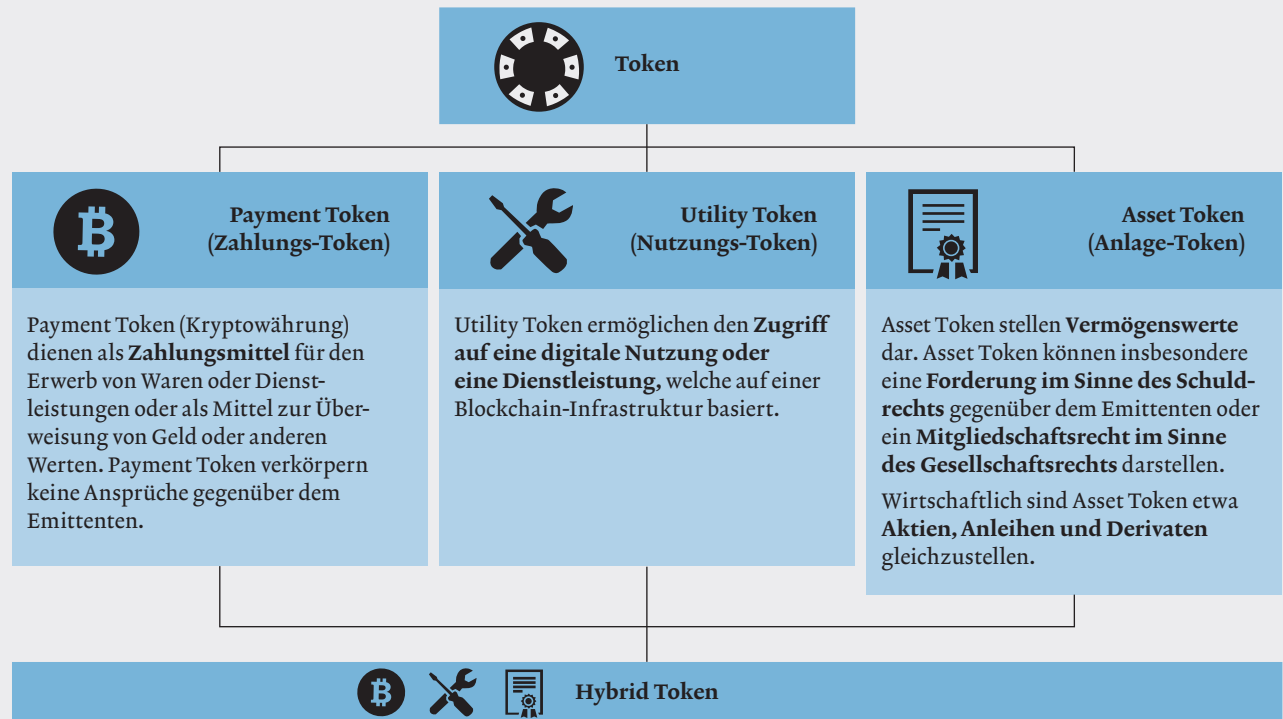 Token
Payment Token
(Zahlungs-Token)
Payment Token (Kryptowährung)
dienen als Zahlungsmittel für den
Erwerb von Waren oder Dienst-
leistungen oder als Mittel zur Über-
weisung von Geld oder anderen
Werten. Payment Token verkörpern
keine Ansprüche gegenüber dem
Emittenten.
Utility Token
(Nutzungs-Token)
Utility Token ermöglichen den Zugriff
auf eine digitale Nutzung oder
eine Dienstleistung, welche auf einer
Blockchain-Infrastruktur basiert.
Asset Token
(Anlage-Token)
Asset Token stellen Vermögenswerte
dar. Asset Token können insbesondere
eine Forderung im Sinne des Schuld-
rechts gegenüber dem Emittenten oder
ein Mitgliedschaftsrecht im Sinne
des Gesellschaftsrechts darstellen.
Wirtschaftlich sind Asset Token etwa
Aktien, Anleihen und Derivaten
gleichzustellen.
Hybrid Token